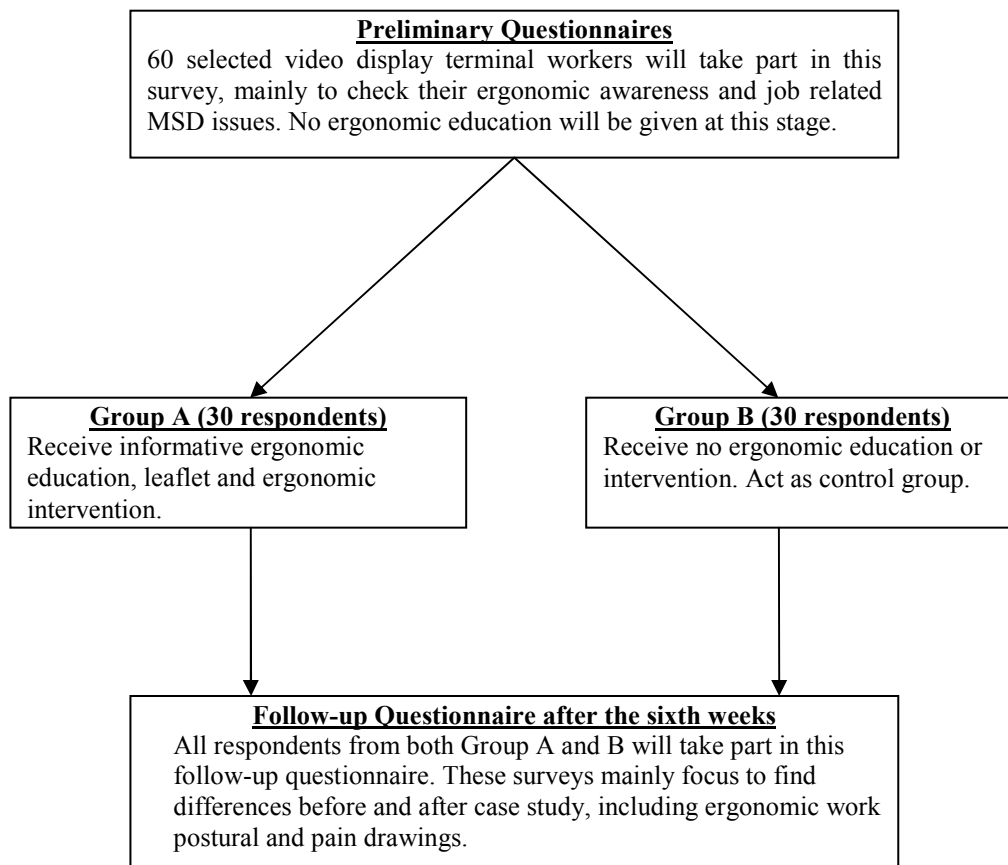 Preliminary Questionnaires
60 selected video display terminal workers will take part in this
survey, mainly to check their ergonomic awareness and job related
MSD issues. No ergonomic education will be given at this stage.
Group A (30 respondents)
Receive informative ergonomic
education, leaflet and ergonomic
intervention.
Group B (30 respondents)
Receive no ergonomic education or
intervention. Act as control group.
Follow-up Questionnaire after the sixth weeks
All respondents from both Group A and B will take part in this
follow-up questionnaire. These surveys mainly focus to find
differences before and after case study, including ergonomic work
postural and pain drawings.